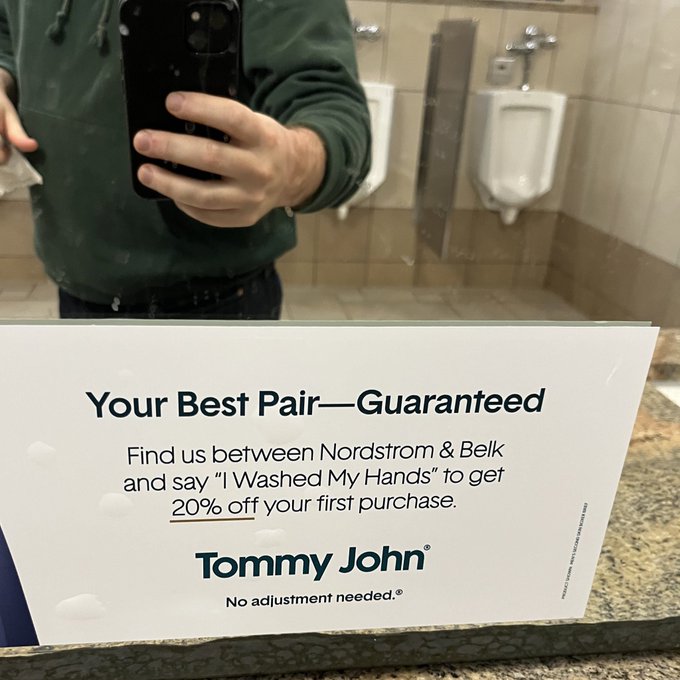 Your Best Pair—Guaranteed
Find us between Nordstrom & Belk
and say “I Washed My Hands” to get
20% off your first purchase.
Tommy John®
No adjustment needed.®